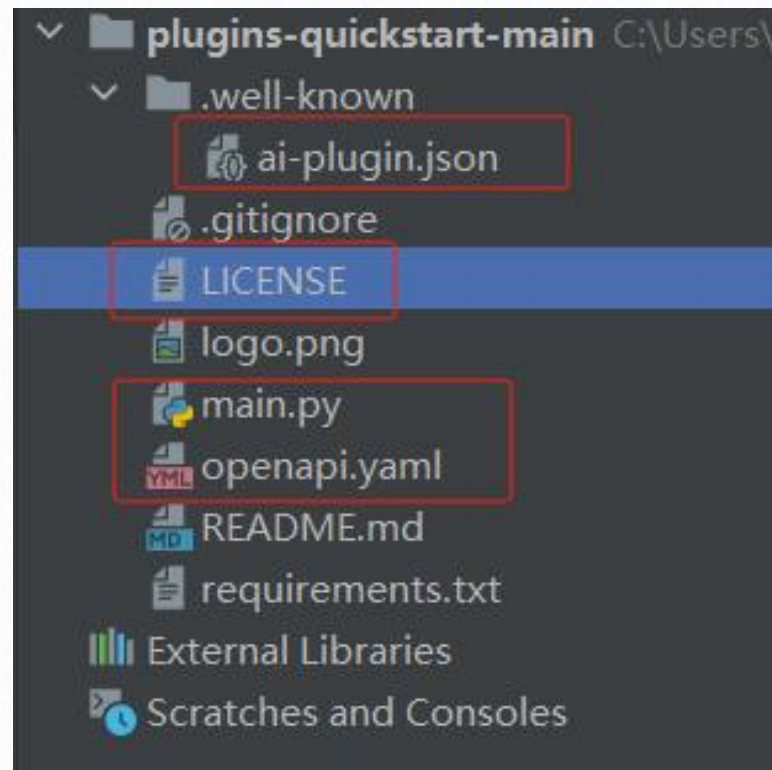 plugins-quickstart-main C:\Users\
.well-known
ai-plugin.json
.gitignore
LICENSE
logo.png
main.py
YML openapi.yaml
MD README.md
requirements.txt
External Libraries
Scratches and Consoles